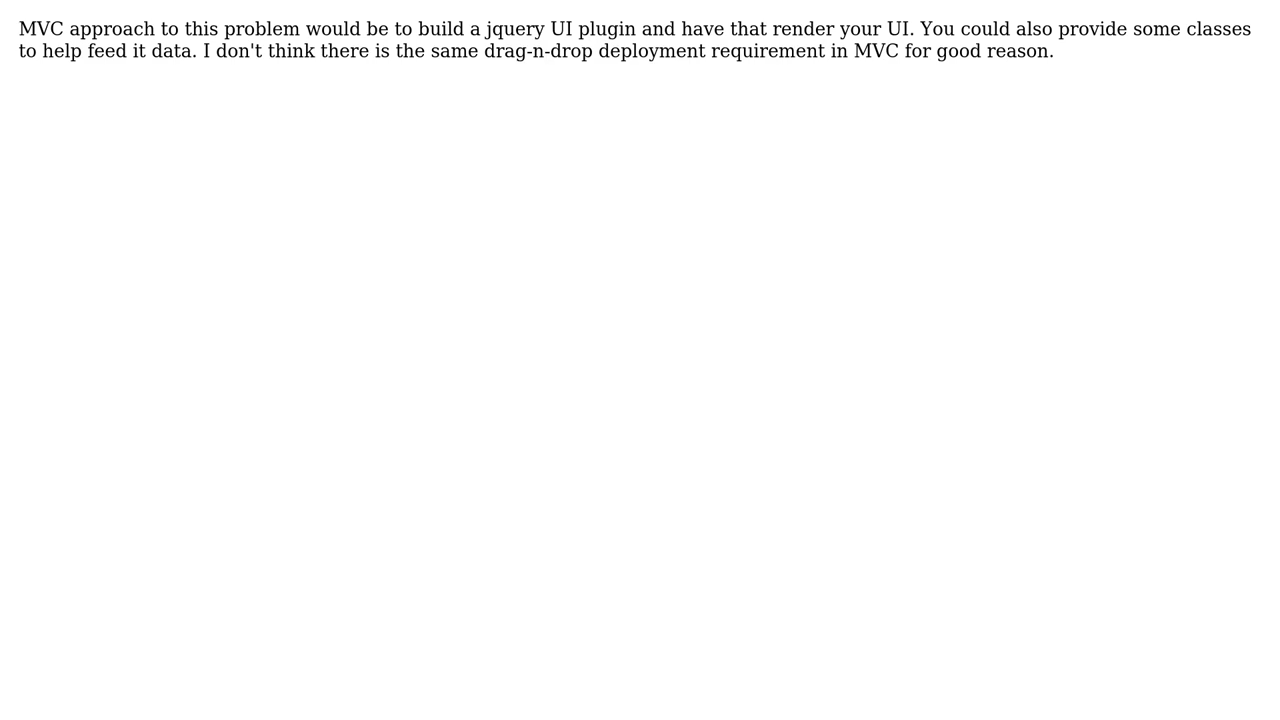 MVC approach to this problem would be to build a jquery UI plugin and have that render your UI. You could also provide some classes
to help feed it data. I don't think there is the same drag-n-drop deployment requirement in MVC for good reason.